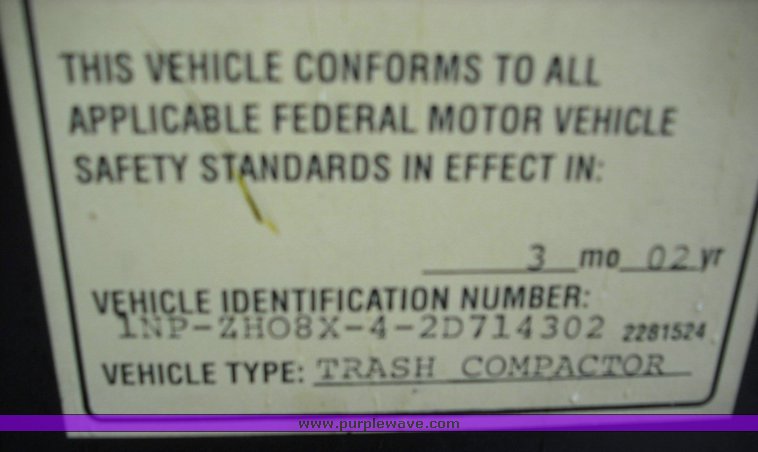 THIS VEHICLE CONFORMS TO ALL
APPLICABLE FEDERAL MOTOR VEHICLE
SAFETY STANDARDS IN EFFECT IN:
3 mo 02 yr
VEHICLE IDENTIFICATION NUMBER:
1NP-ZHO8X-4-2D714302 2281524
VEHICLE TYPE: TRASH COMPACTOR
www.purplewave.com